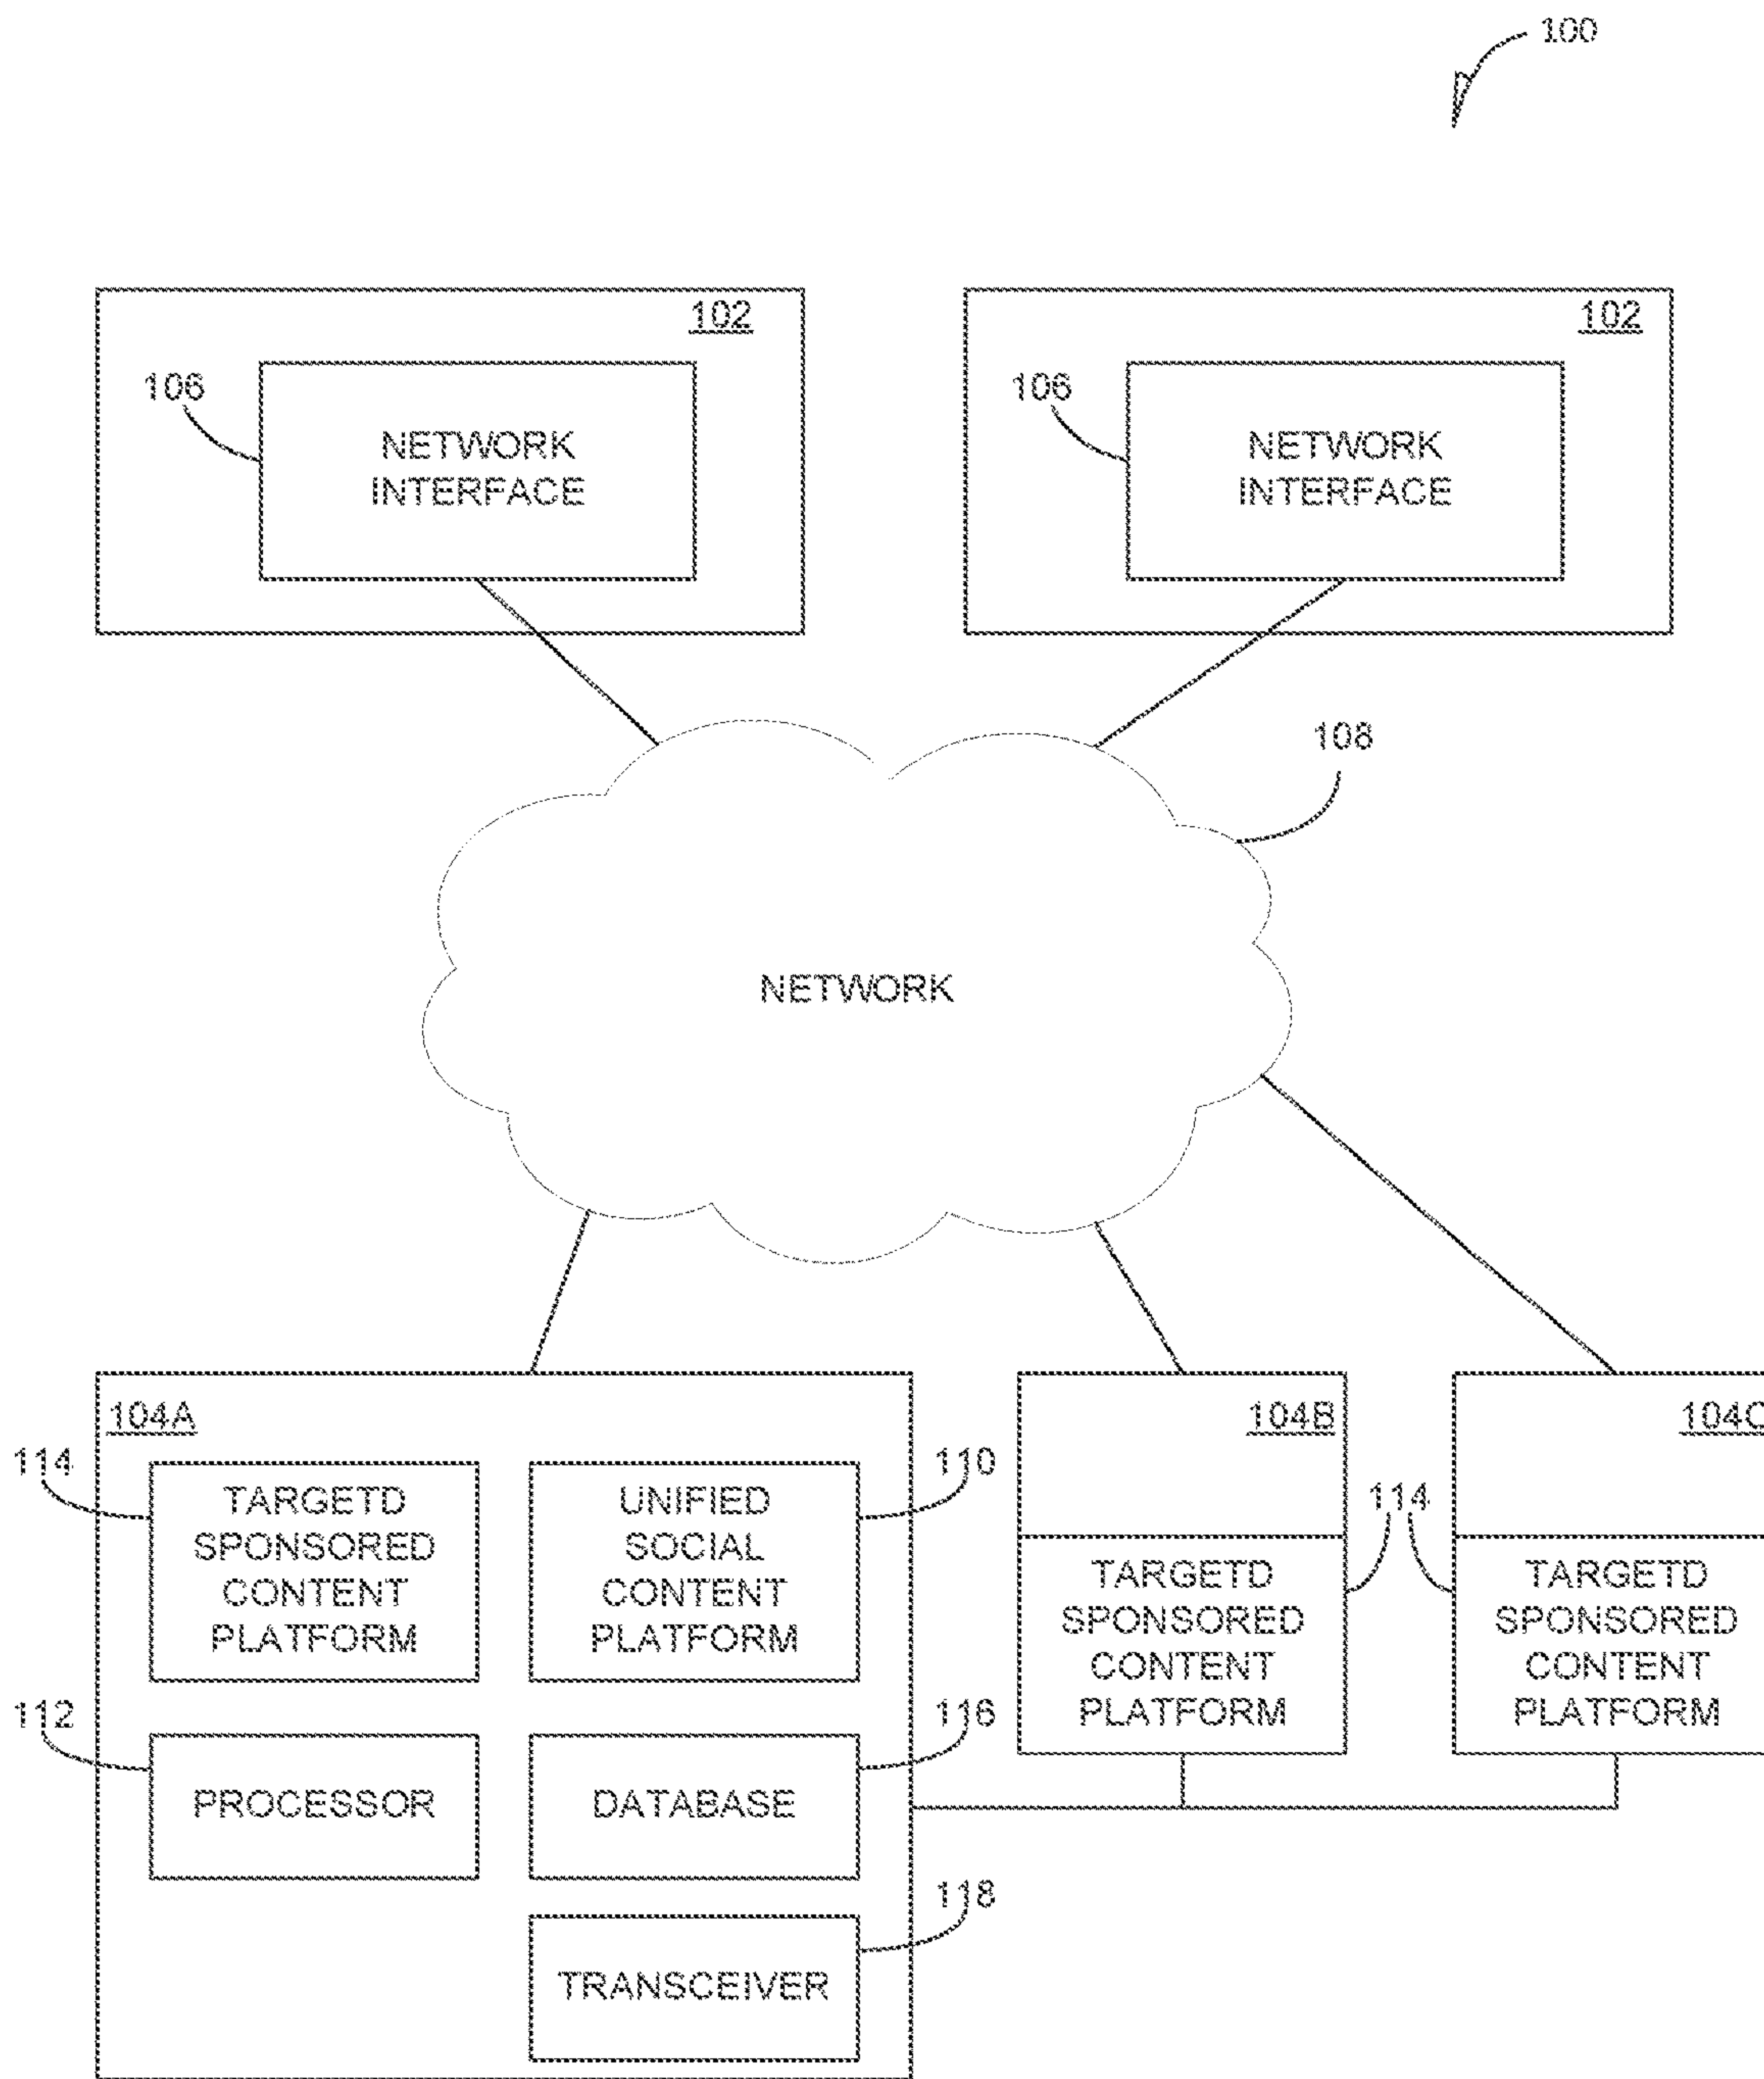 100
102
102
106
NETWORK
INTERFACE
106
NETWORK
INTERFACE
108
NETWORK
104A
104B
104C
114
TARGETD
SPONSORED
CONTENT
PLATFORM
UNIFIED
SOCIAL
CONTENT
PLATFORM
110
114
TARGETD
SPONSORED
CONTENT
PLATFORM
TARGETD
SPONSORED
CONTENT
PLATFORM
112
PROCESSOR
DATABASE
116
TRANSCEIVER
118